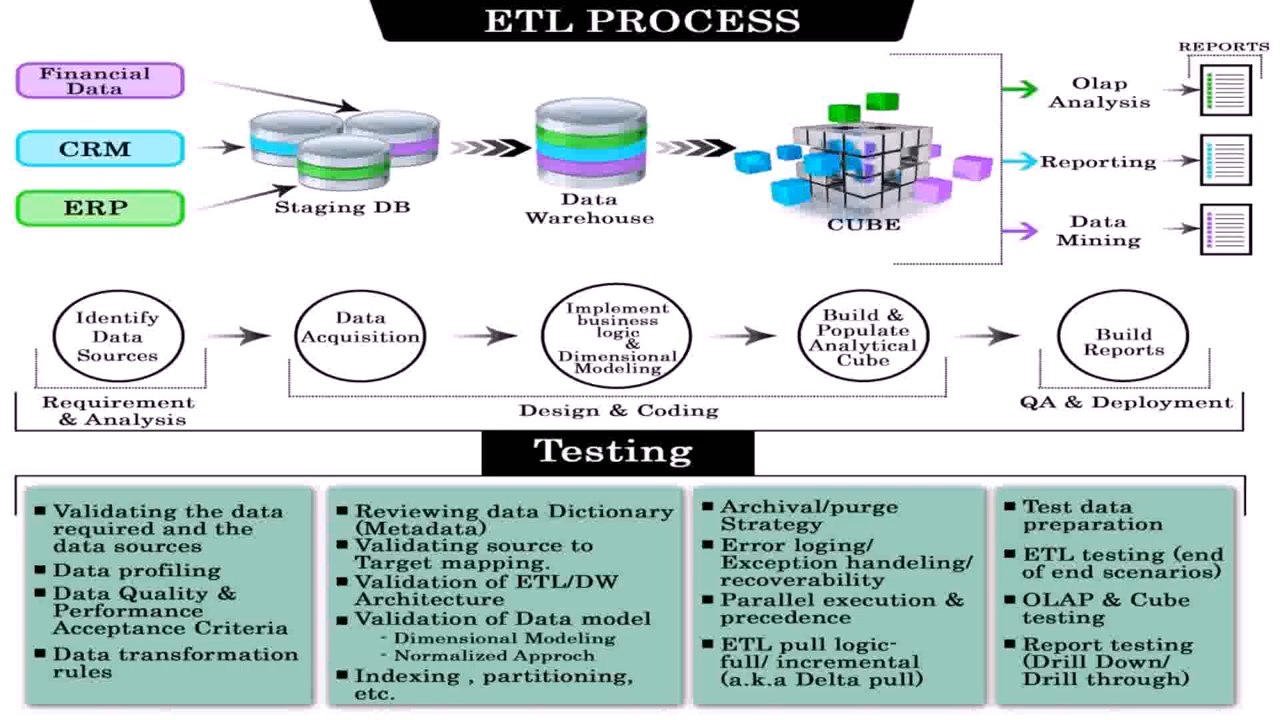 ETL PROCESS
REPORTS
Financial
Data
CRM
ERP
Staging DB
Data
Warehouse
CUBE
Olap
Analysis
Reporting
Data
Mining
Identify
Data
Sources
Data
Acquisition
Implement
business
logic
&
Dimensional
Modeling
Build &
Populate
Analytical
Cube
Build
Reports
Requirement
& Analysis
Design & Coding
QA & Deployment
Testing
▪ Validating the data
required and the
data sources
▪ Data profiling
▪ Data Quality &
Performance
Acceptance Criteria
▪ Data transformation
rules
▪ Reviewing data Dictionary
(Metadata)
▪ Validating source to
Target mapping.
▪ Validation of ETL/DW
Architecture
▪ Validation of Data model
- Dimensional Modeling
- Normalized Approch
▪ Indexing , partitioning,
etc.
▪ Archival/purge
Strategy
▪ Error loging/
Exception handeling/
recoverability
▪ Parallel execution &
precedence
▪ ETL pull logic-
full/ incremental
(a.k.a Delta pull)
▪ Test data
preparation
▪ ETL testing (end
of end scenarios)
▪ OLAP & Cube
testing
▪ Report testing
(Drill Down/
Drill through)